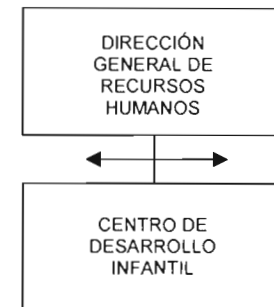 DIRECCIÓN
GENERAL DE
RECURSOS
HUMANOS
CENTRO DE
DESARROLLO
INFANTIL